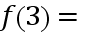 f(3) =